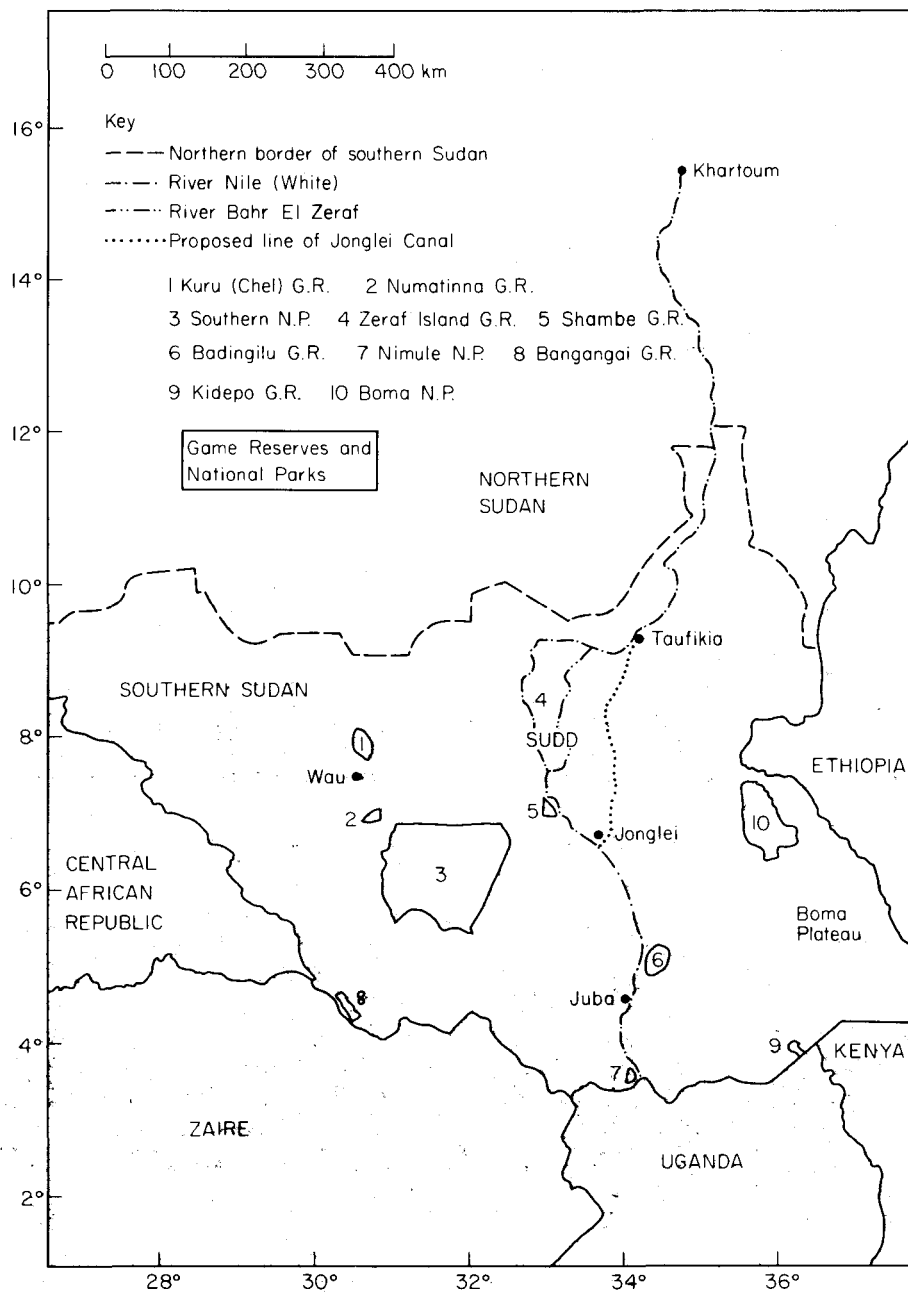 0 100 200 300 400 km
Key
Northern border of southern Sudan
River Nile (White)
River Bahr El Zeraf
Proposed line of Jonglei Canal
1 Kuru (Chel) G.R. 2 Numatinna G.R.
3 Southern N.P. 4 Zeraf Island G.R. 5 Shambe G.R.
6 Badingilu G.R. 7 Nimule N.P. 8 Bangangai G.R.
9 Kidepo G.R. 10 Boma N.P.
Game Reserves and
National Parks
16°
14°
12°
10°
8°
6°
4°
2°
Khartoum
NORTHERN
SUDAN
Taufikia
SOUTHERN SUDAN
4
SUDD
1
Wau
ETHIOPIA
2
5
10
Jonglei
3
CENTRAL
AFRICAN
REPUBLIC
Boma
Plateau
6
8
Juba
9
KENYA
7
ZAIRE
UGANDA
28° 30° 32° 34° 36°